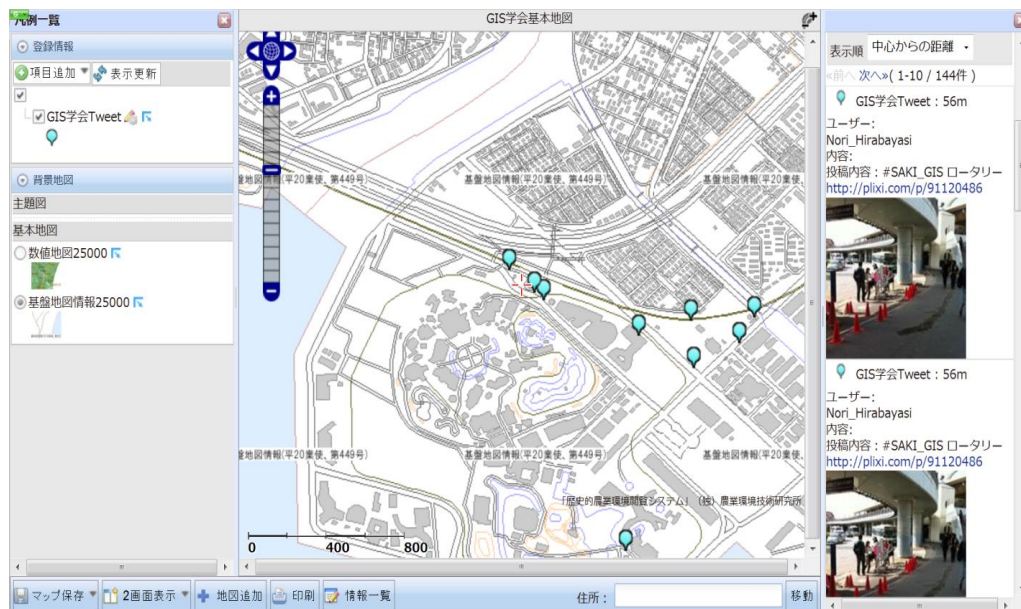 凡例一覧
登録情報
項目追加
表示更新
GIS学会Tweet
背景地図
主題図
基本地図
数値地図25000
基盤地図情報25000
GIS学会基本地図
盤地図情報(平20業使、第449号)
基盤地図情報(平20業使、第449号)
基盤地図情報(平20業使、第449号)
盤地図情報(平20業使、第449号)
基盤地図情報(平20業使、第449号)
基盤地図情報(平20業使、第449号)
「歴史的農業環境閲覧システム」（独）農業環境技術研究所
0 400 800
表示順 中心からの距離
«前へ 次へ»( 1-10 / 144件 )
GIS学会Tweet：56m
ユーザー:
Nori_Hirabayasi
内容:
投稿内容：#SAKI_GIS ロータリー
http://plixi.com/p/91120486
GIS学会Tweet：56m
ユーザー:
Nori_Hirabayasi
内容:
投稿内容：#SAKI_GIS ロータリー
http://plixi.com/p/91120486
マップ保存 2画面表示 地図追加 印刷 情報一覧 住所： 移動